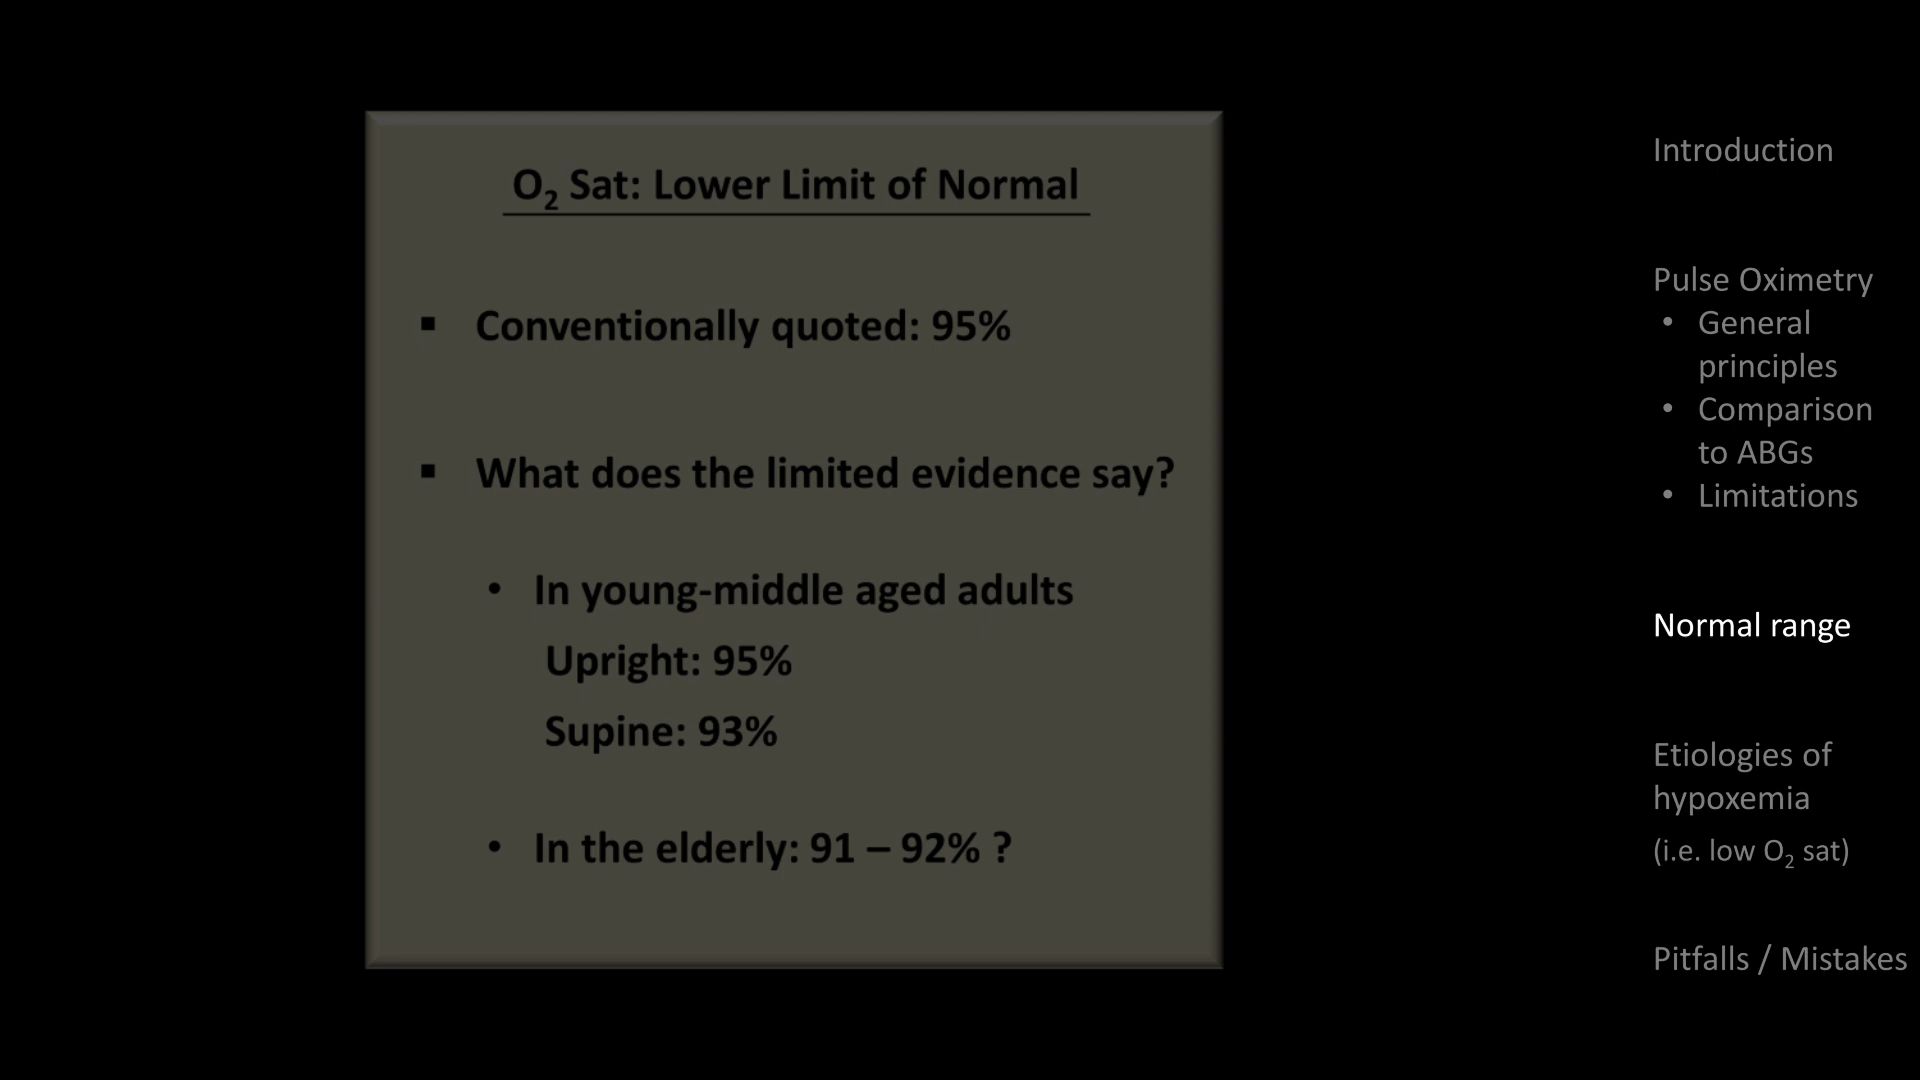 O₂ Sat: Lower Limit of Normal
▪ Conventionally quoted: 95%
▪ What does the limited evidence say?
• In young-middle aged adults
Upright: 95%
Supine: 93%
• In the elderly: 91 – 92% ?
Introduction
Pulse Oximetry
• General
principles
• Comparison
to ABGs
• Limitations
Normal range
Etiologies of
hypoxemia
(i.e. low O₂ sat)
Pitfalls / Mistakes